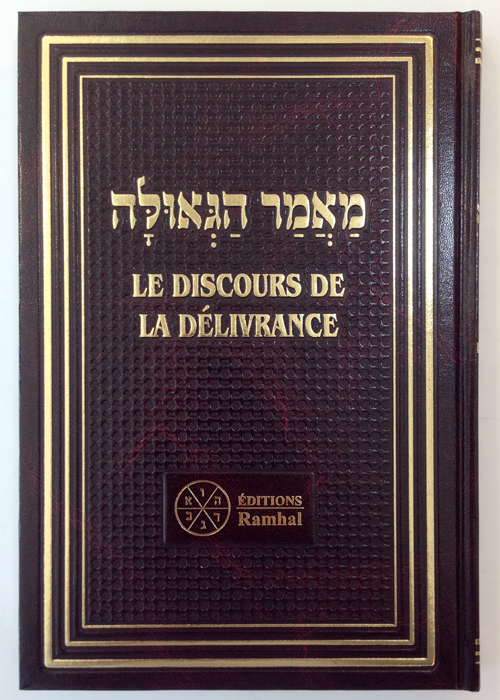 מַאֲמַר הַגְּאוּלָּה
LE DISCOURS DE
LA DÉLIVRANCE
א ב ג ד ה ו
ÉDITIONS
Ramhal